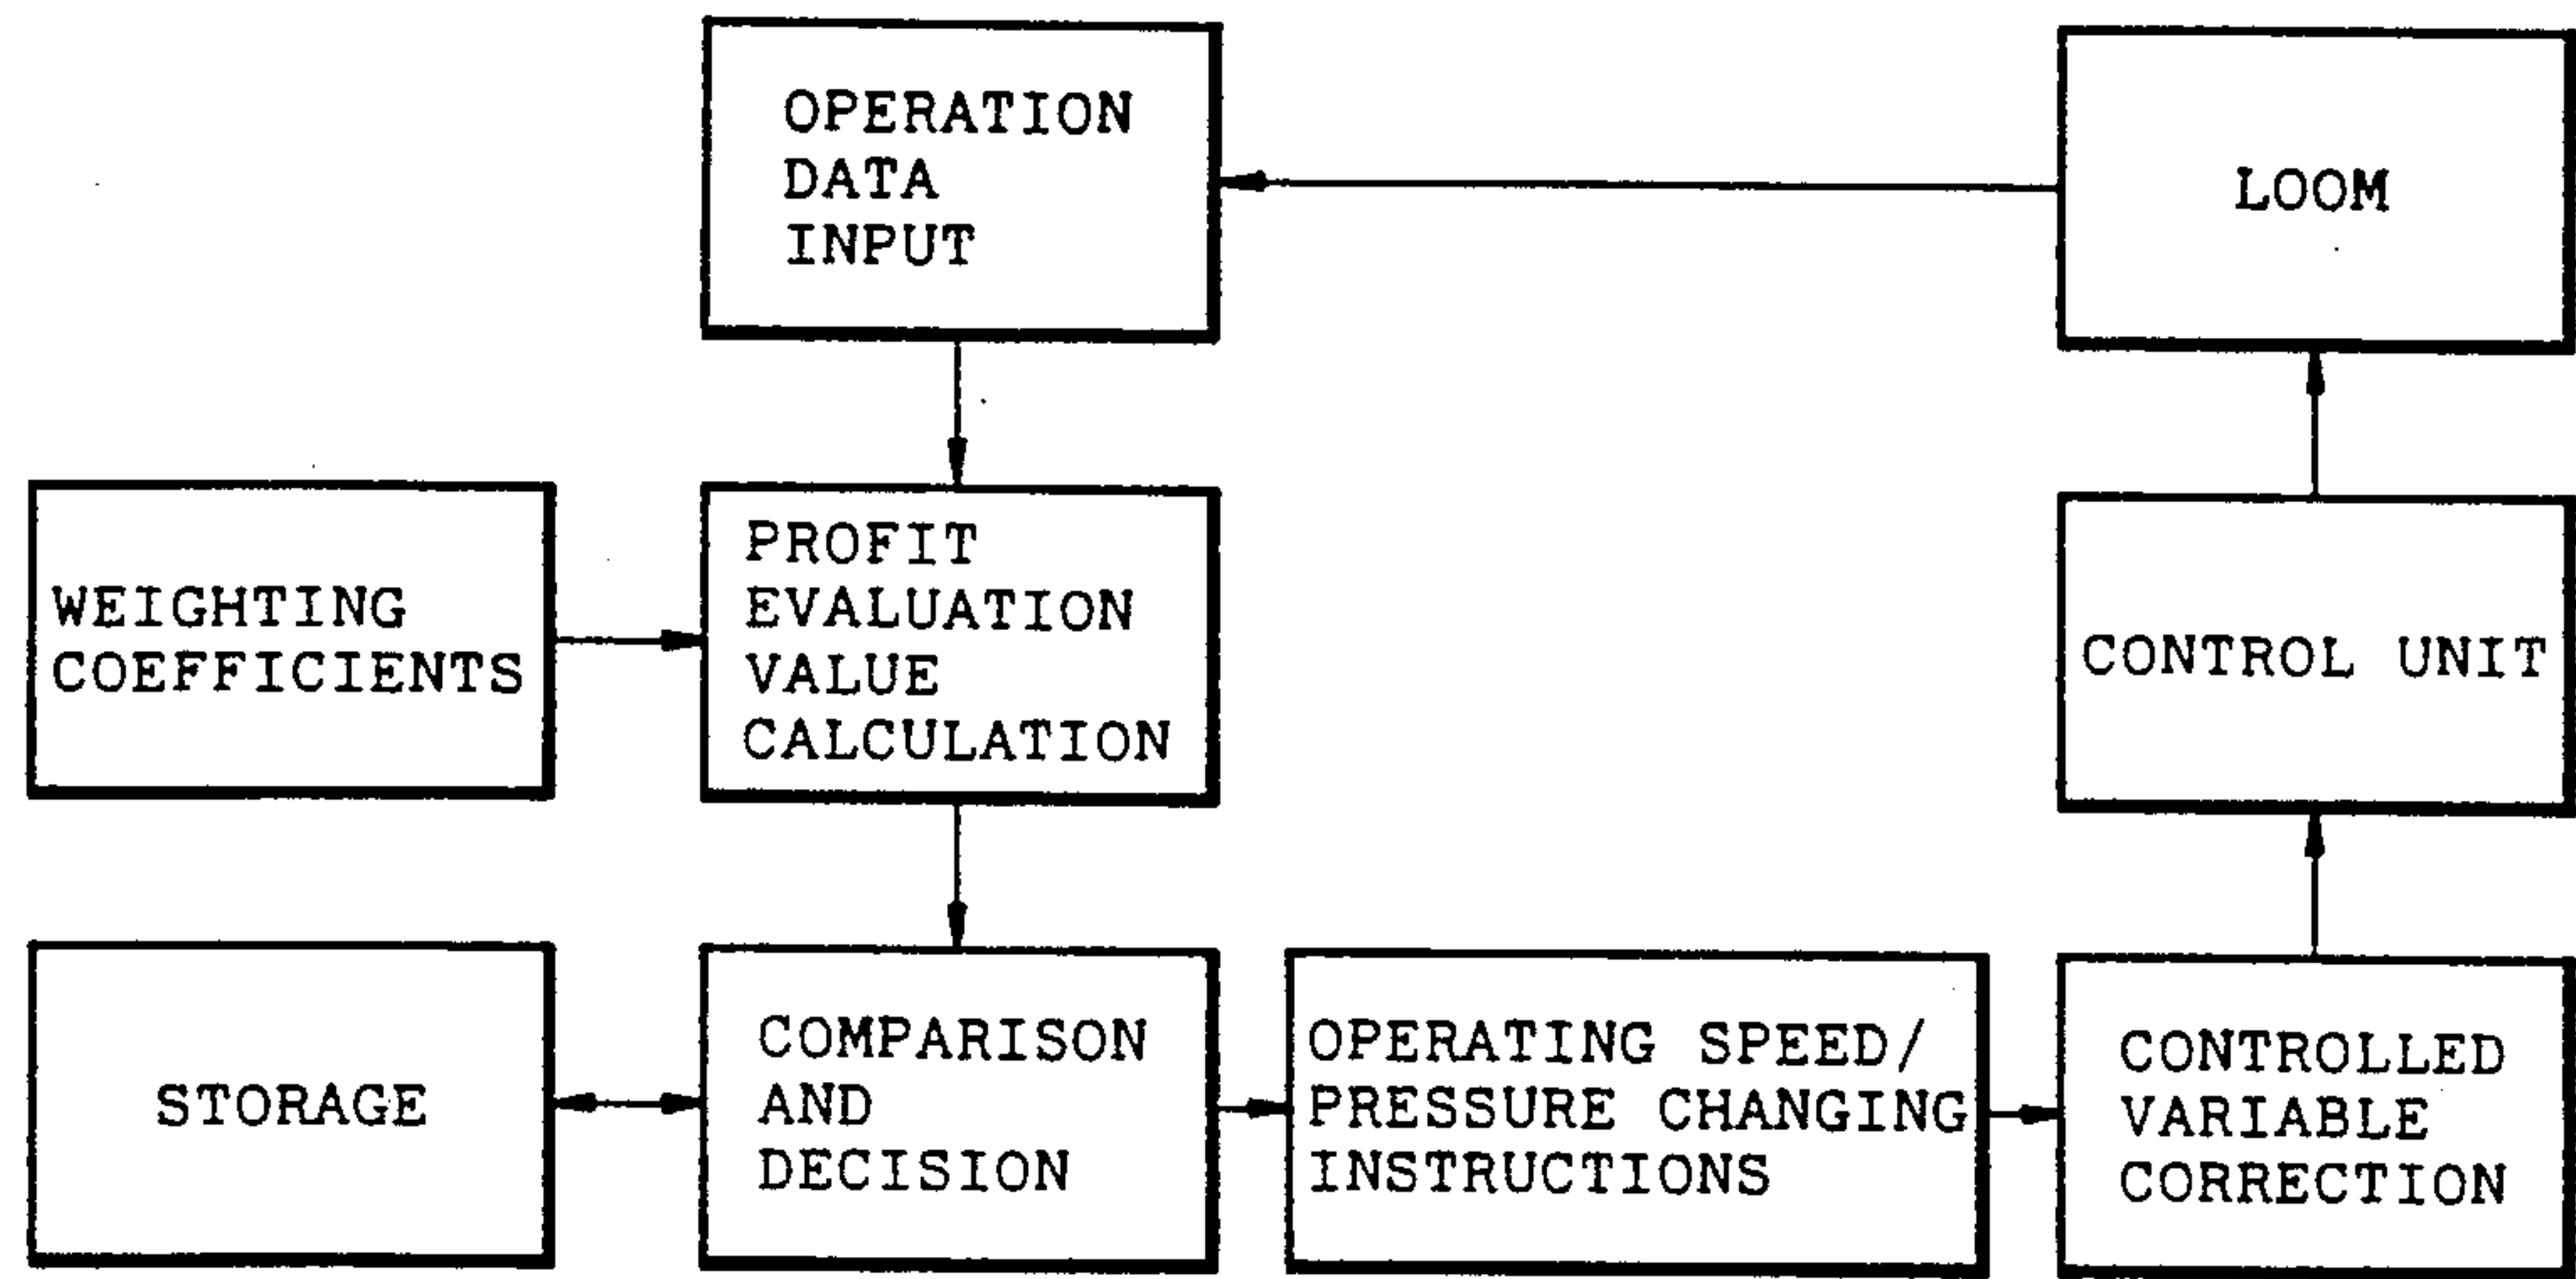 OPERATION
DATA
INPUT
LOOM
WEIGHTING
COEFFICIENTS
PROFIT
EVALUATION
VALUE
CALCULATION
CONTROL UNIT
STORAGE
COMPARISON
AND
DECISION
OPERATING SPEED/
PRESSURE CHANGING
INSTRUCTIONS
CONTROLLED
VARIABLE
CORRECTION